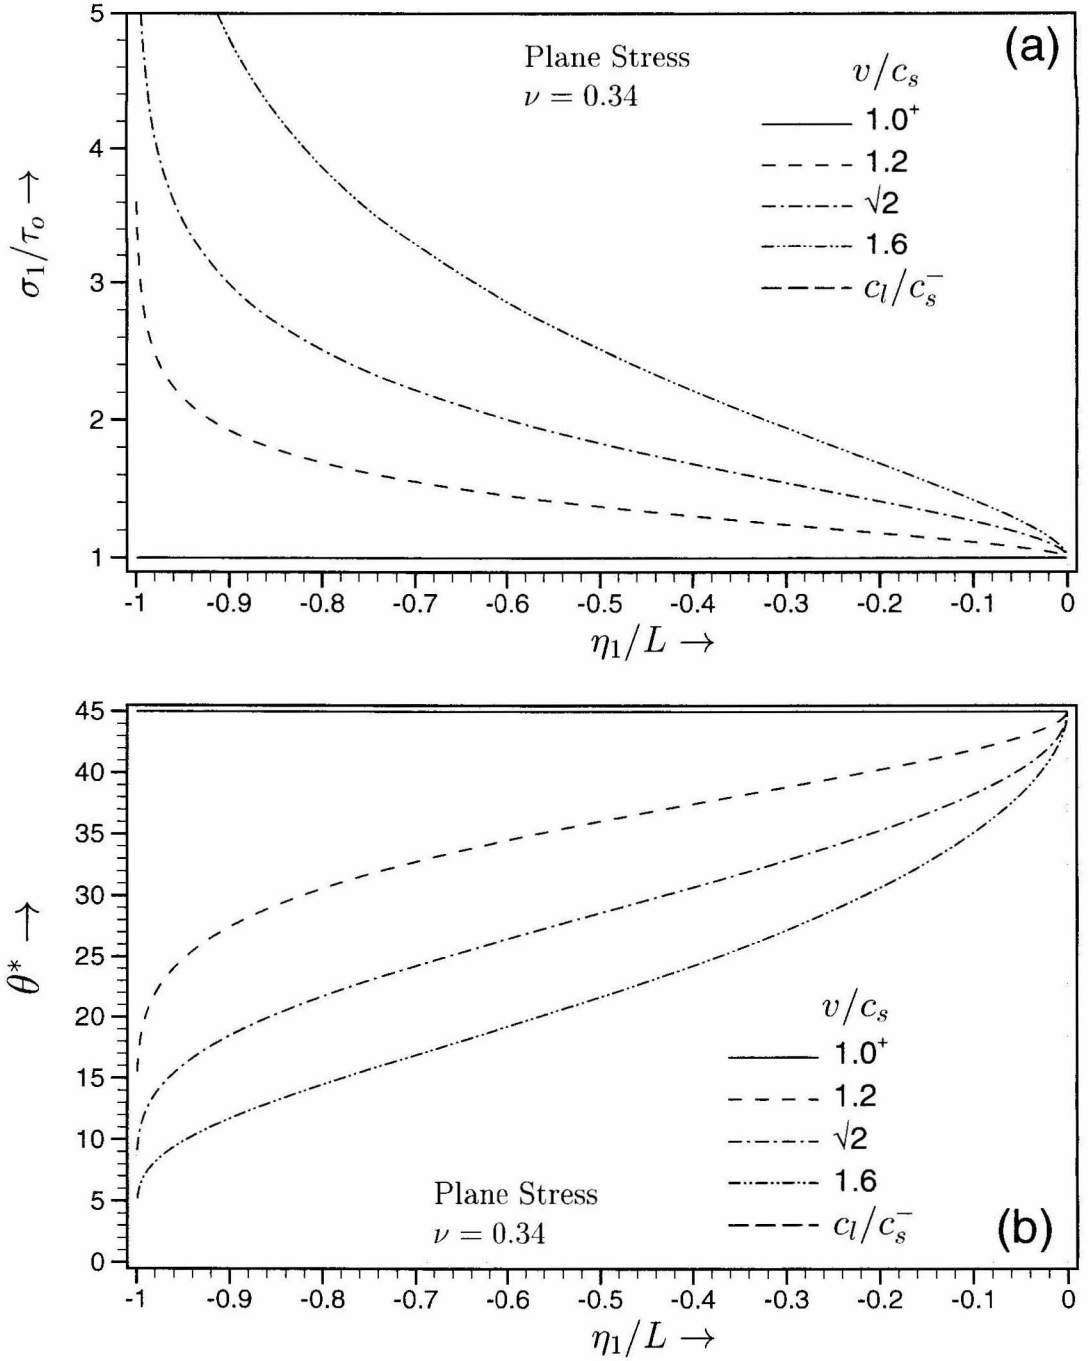 5
(a)
Plane Stress
ν = 0.34
v/c_s
1.0⁺
1.2
√2
1.6
c_l/c_s⁻
4
3
2
1
σ₁/τ_o →
-1 -0.9 -0.8 -0.7 -0.6 -0.5 -0.4 -0.3 -0.2 -0.1 0
η₁/L →
45
40
35
30
25
20
15
10
5
0
θ* →
v/c_s
1.0⁺
1.2
√2
1.6
c_l/c_s⁻
Plane Stress
ν = 0.34
(b)
-1 -0.9 -0.8 -0.7 -0.6 -0.5 -0.4 -0.3 -0.2 -0.1 0
η₁/L →